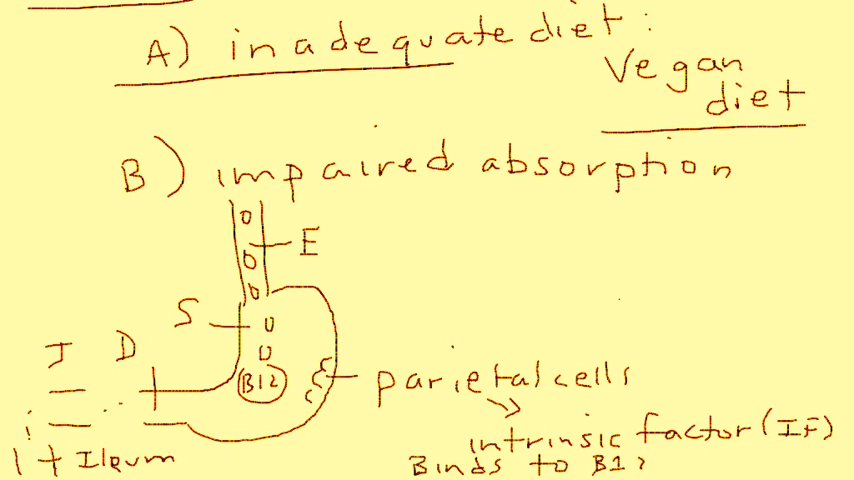 A) inadequate diet:
Vegan
diet
B) impaired absorption
E
S
J D
B12
parietal cells
intrinsic factor (IF)
Ileum
Binds to B12